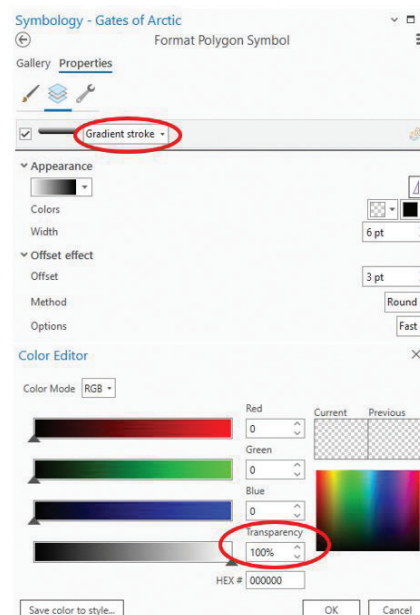 Symbology - Gates of Arctic
Format Polygon Symbol
Gallery Properties
Gradient stroke
Appearance
Colors
Width 6 pt
Offset effect
Offset 3 pt
Method Round
Options Fast
Color Editor
Color Mode RGB
Red
Current Previous
0
Green
0
Blue
0
Transparency
100%
HEX # 000000
Save color to style... OK Cancel